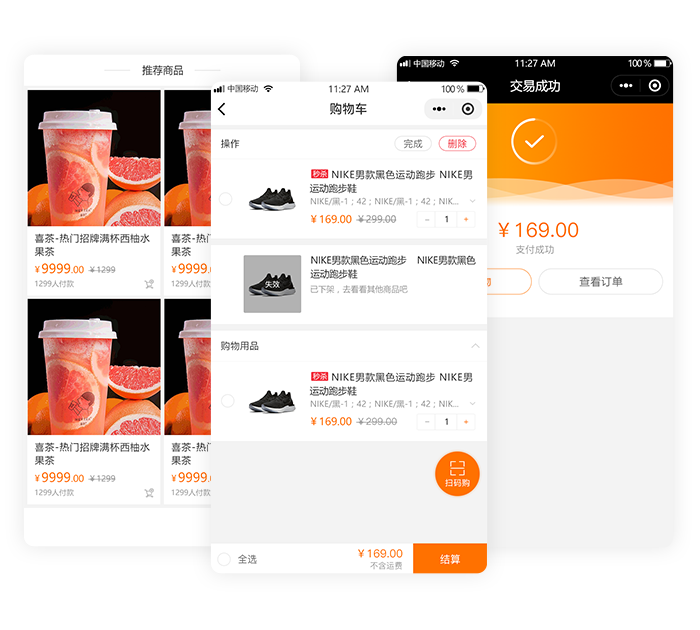 推荐商品
喜茶-热门招牌满杯西柚水
果茶
¥9999.00 ¥1299
1299人付款
喜茶-
果茶
¥9999
1299人
喜茶-热门招牌满杯西柚水
果茶
¥9999.00 ¥1299
1299人付款
喜茶-
果茶
¥9999
1299人
中国移动 11:27 AM 100%
购物车
操作 完成 删除
秒杀 NIKE男款黑色运动跑步 NIKE男
运动跑步鞋
NIKE/黑-1；42；NIKE/黑-1；42；NIK...
¥169.00 ¥299.00 − 1 +
失效
NIKE男款黑色运动跑步 NIKE男款黑色
运动跑步鞋
已下架，去看看其他商品吧
购物用品
秒杀 NIKE男款黑色运动跑步 NIKE男
运动跑步鞋
NIKE/黑-1；42；NIKE/黑-1；42；NIK...
¥169.00 ¥299.00 − 1 +
扫码购
全选 ¥169.00 结算
不含运费
中国移动 11:27 AM 100%
交易成功
¥169.00
支付成功
查看订单